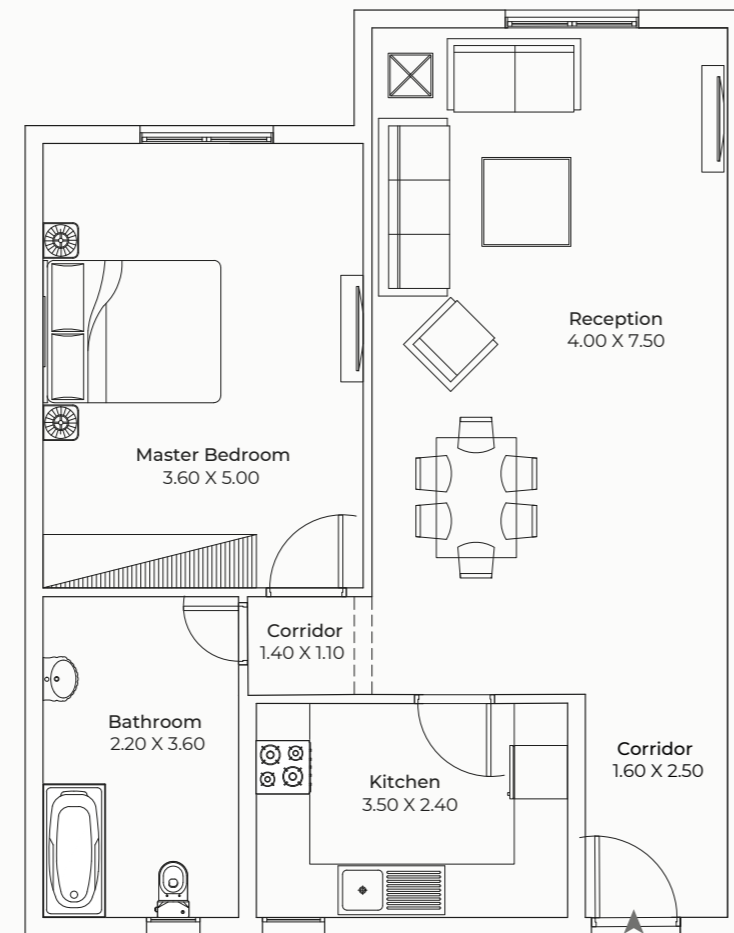 Reception
4.00 X 7.50
Master Bedroom
3.60 X 5.00
Corridor
1.40 X 1.10
Bathroom
2.20 X 3.60
Kitchen
3.50 X 2.40
Corridor
1.60 X 2.50